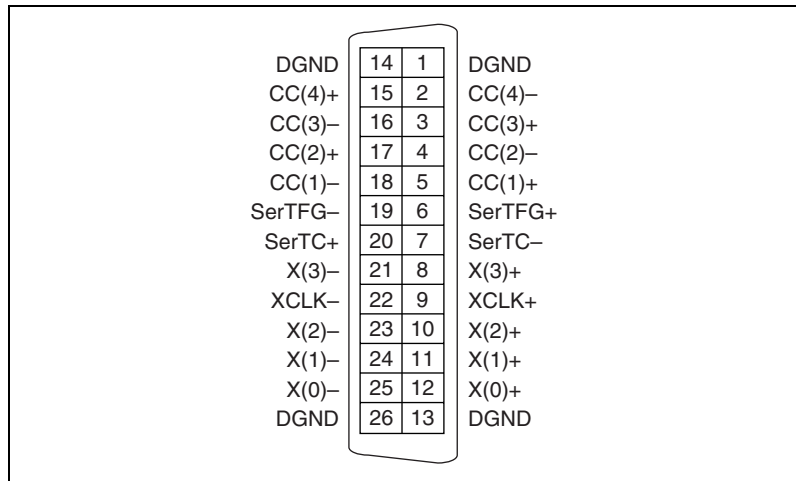 DGND 14 1 DGND
CC(4)+ 15 2 CC(4)–
CC(3)– 16 3 CC(3)+
CC(2)+ 17 4 CC(2)–
CC(1)– 18 5 CC(1)+
SerTFG– 19 6 SerTFG+
SerTC+ 20 7 SerTC–
X(3)– 21 8 X(3)+
XCLK– 22 9 XCLK+
X(2)– 23 10 X(2)+
X(1)– 24 11 X(1)+
X(0)– 25 12 X(0)+
DGND 26 13 DGND